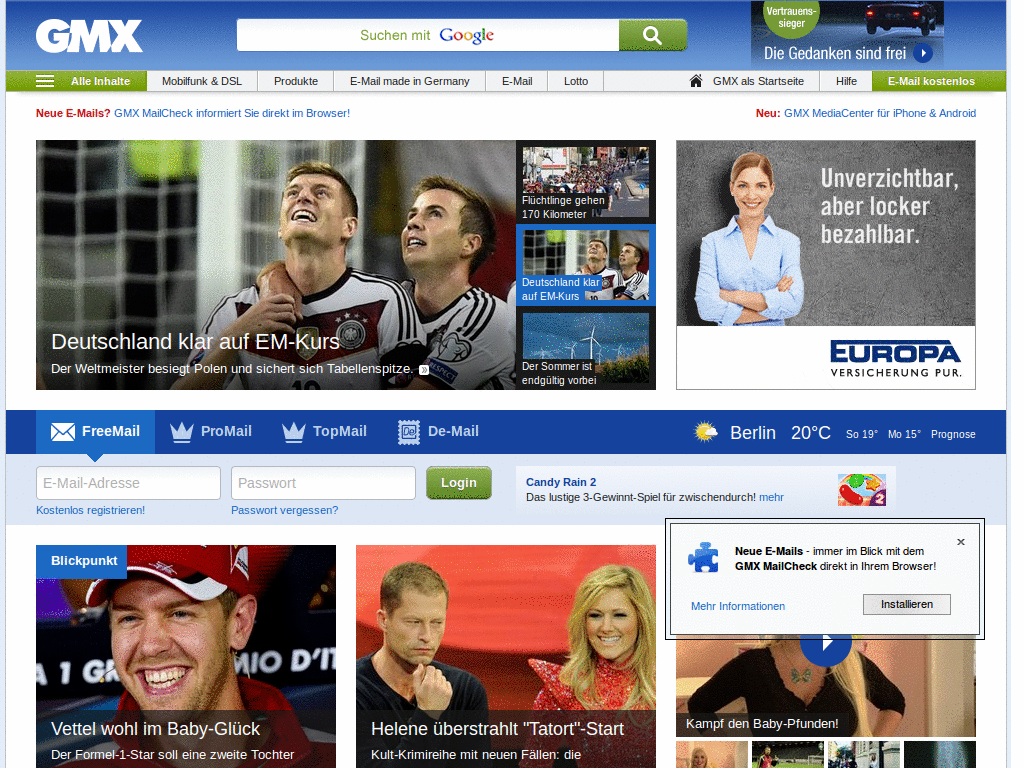 GMX
Suchen mit Google
Vertrauens-
sieger
Die Gedanken sind frei
Alle Inhalte
Mobilfunk & DSL
Produkte
E-Mail made in Germany
E-Mail
Lotto
GMX als Startseite
Hilfe
E-Mail kostenlos
Neue E-Mails? GMX MailCheck informiert Sie direkt im Browser!
Neu: GMX MediaCenter für iPhone & Android
Deutschland klar auf EM-Kurs
Der Weltmeister besiegt Polen und sichert sich Tabellenspitze.
Flüchtlinge gehen
170 Kilometer
Deutschland klar
auf EM-Kurs
Der Sommer ist
endgültig vorbei
Unverzichtbar,
aber locker
bezahlbar.
EUROPA
VERSICHERUNG PUR.
FreeMail
ProMail
TopMail
De-Mail
Berlin 20°C So 19° Mo 15° Prognose
E-Mail-Adresse
Passwort
Login
Kostenlos registrieren!
Passwort vergessen?
Candy Rain 2
Das lustige 3-Gewinnt-Spiel für zwischendurch! mehr
2
Neue E-Mails - immer im Blick mit dem
GMX MailCheck direkt in Ihrem Browser!
Mehr Informationen
Installieren
Blickpunkt
Vettel wohl im Baby-Glück
Der Formel-1-Star soll eine zweite Tochter
Helene überstrahlt "Tatort"-Start
Kult-Krimireihe mit neuen Fällen: die
Kampf den Baby-Pfunden!